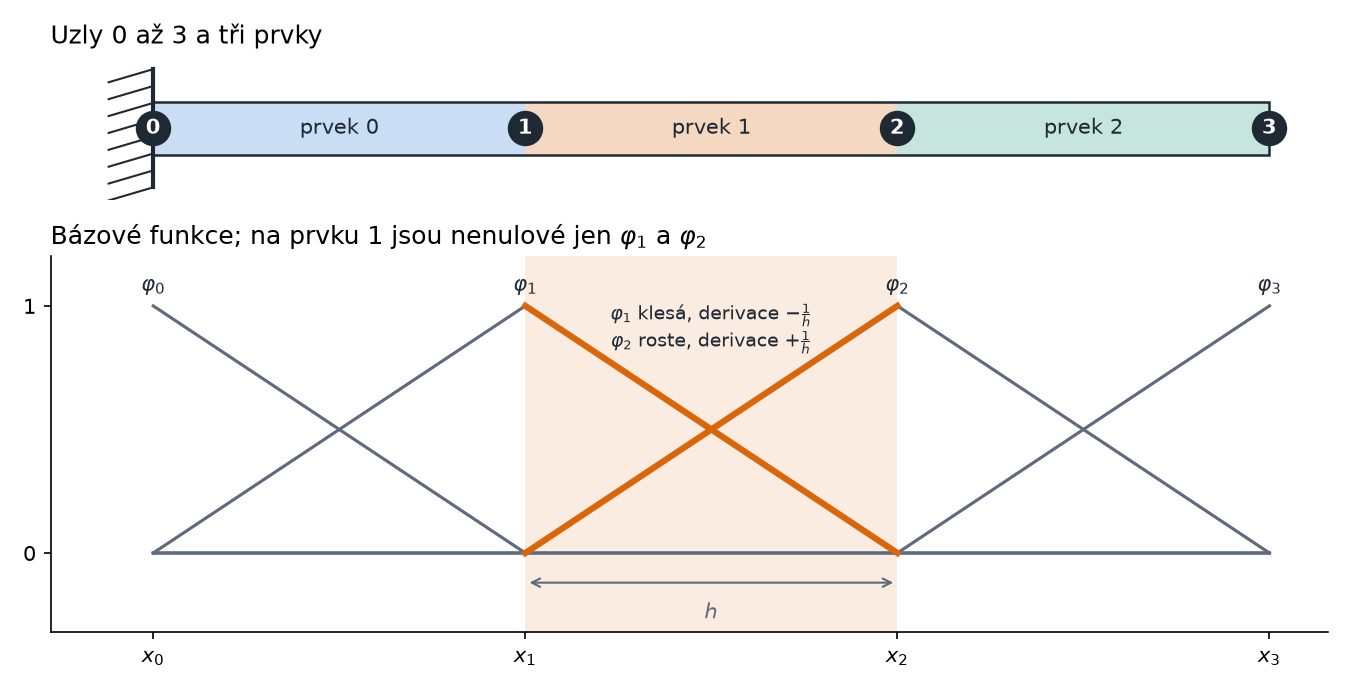 Uzly 0 až 3 a tři prvky
0 prvek 0 1 prvek 1 2 prvek 2 3
Bázové funkce; na prvku 1 jsou nenulové jen φ₁ a φ₂
φ₀ φ₁ φ₂ φ₃
1
φ₁ klesá, derivace −1/h
φ₂ roste, derivace +1/h
0
h
x₀ x₁ x₂ x₃